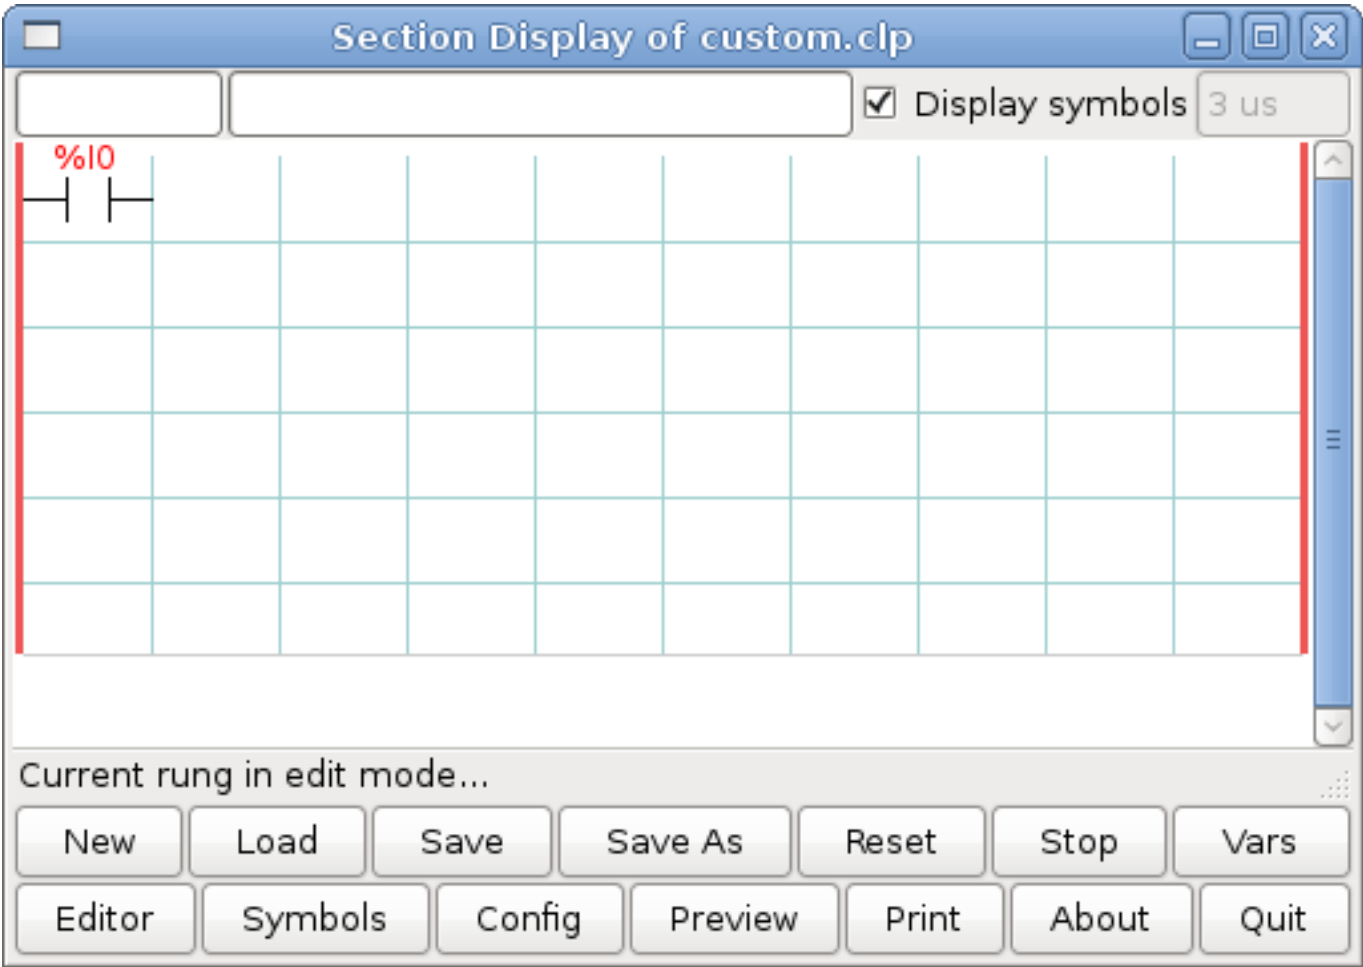 Section Display of custom.clp
Display symbols 3 us
%I0
Current rung in edit mode...
New Load Save Save As Reset Stop Vars
Editor Symbols Config Preview Print About Quit